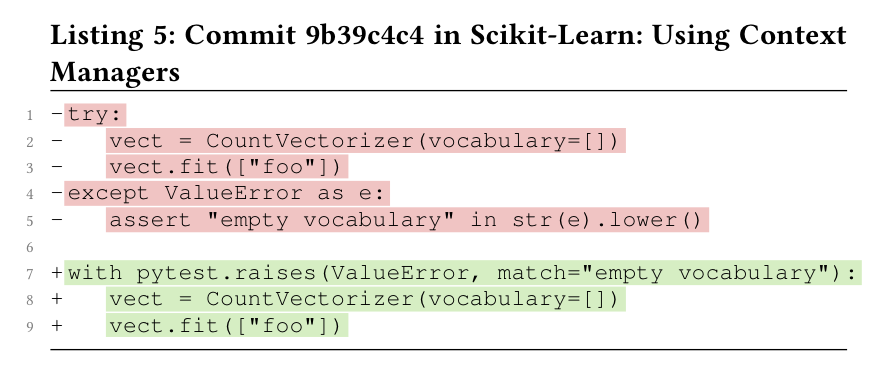 Listing 5: Commit 9b39c4c4 in Scikit-Learn: Using Context
Managers
1 −try:
2 −   vect = CountVectorizer(vocabulary=[])
3 −   vect.fit(["foo"])
4 −except ValueError as e:
5 −   assert "empty vocabulary" in str(e).lower()
6
7 +with pytest.raises(ValueError, match="empty vocabulary"):
8 +   vect = CountVectorizer(vocabulary=[])
9 +   vect.fit(["foo"])